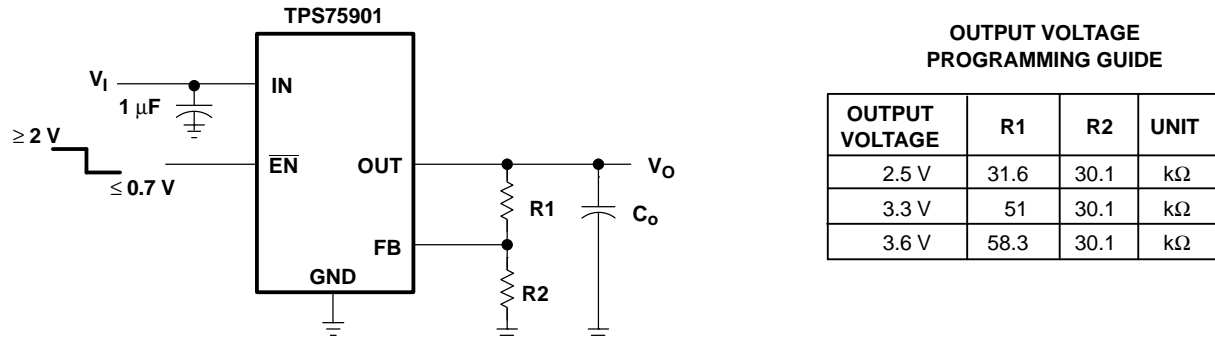 TPS75901
V_I
1 μF
IN
≥ 2 V
≤ 0.7 V
EN
OUT
V_O
R1
C_o
FB
GND
R2
OUTPUT VOLTAGE
PROGRAMMING GUIDE
OUTPUT VOLTAGE R1 R2 UNIT
2.5 V 31.6 30.1 kΩ
3.3 V 51 30.1 kΩ
3.6 V 58.3 30.1 kΩ